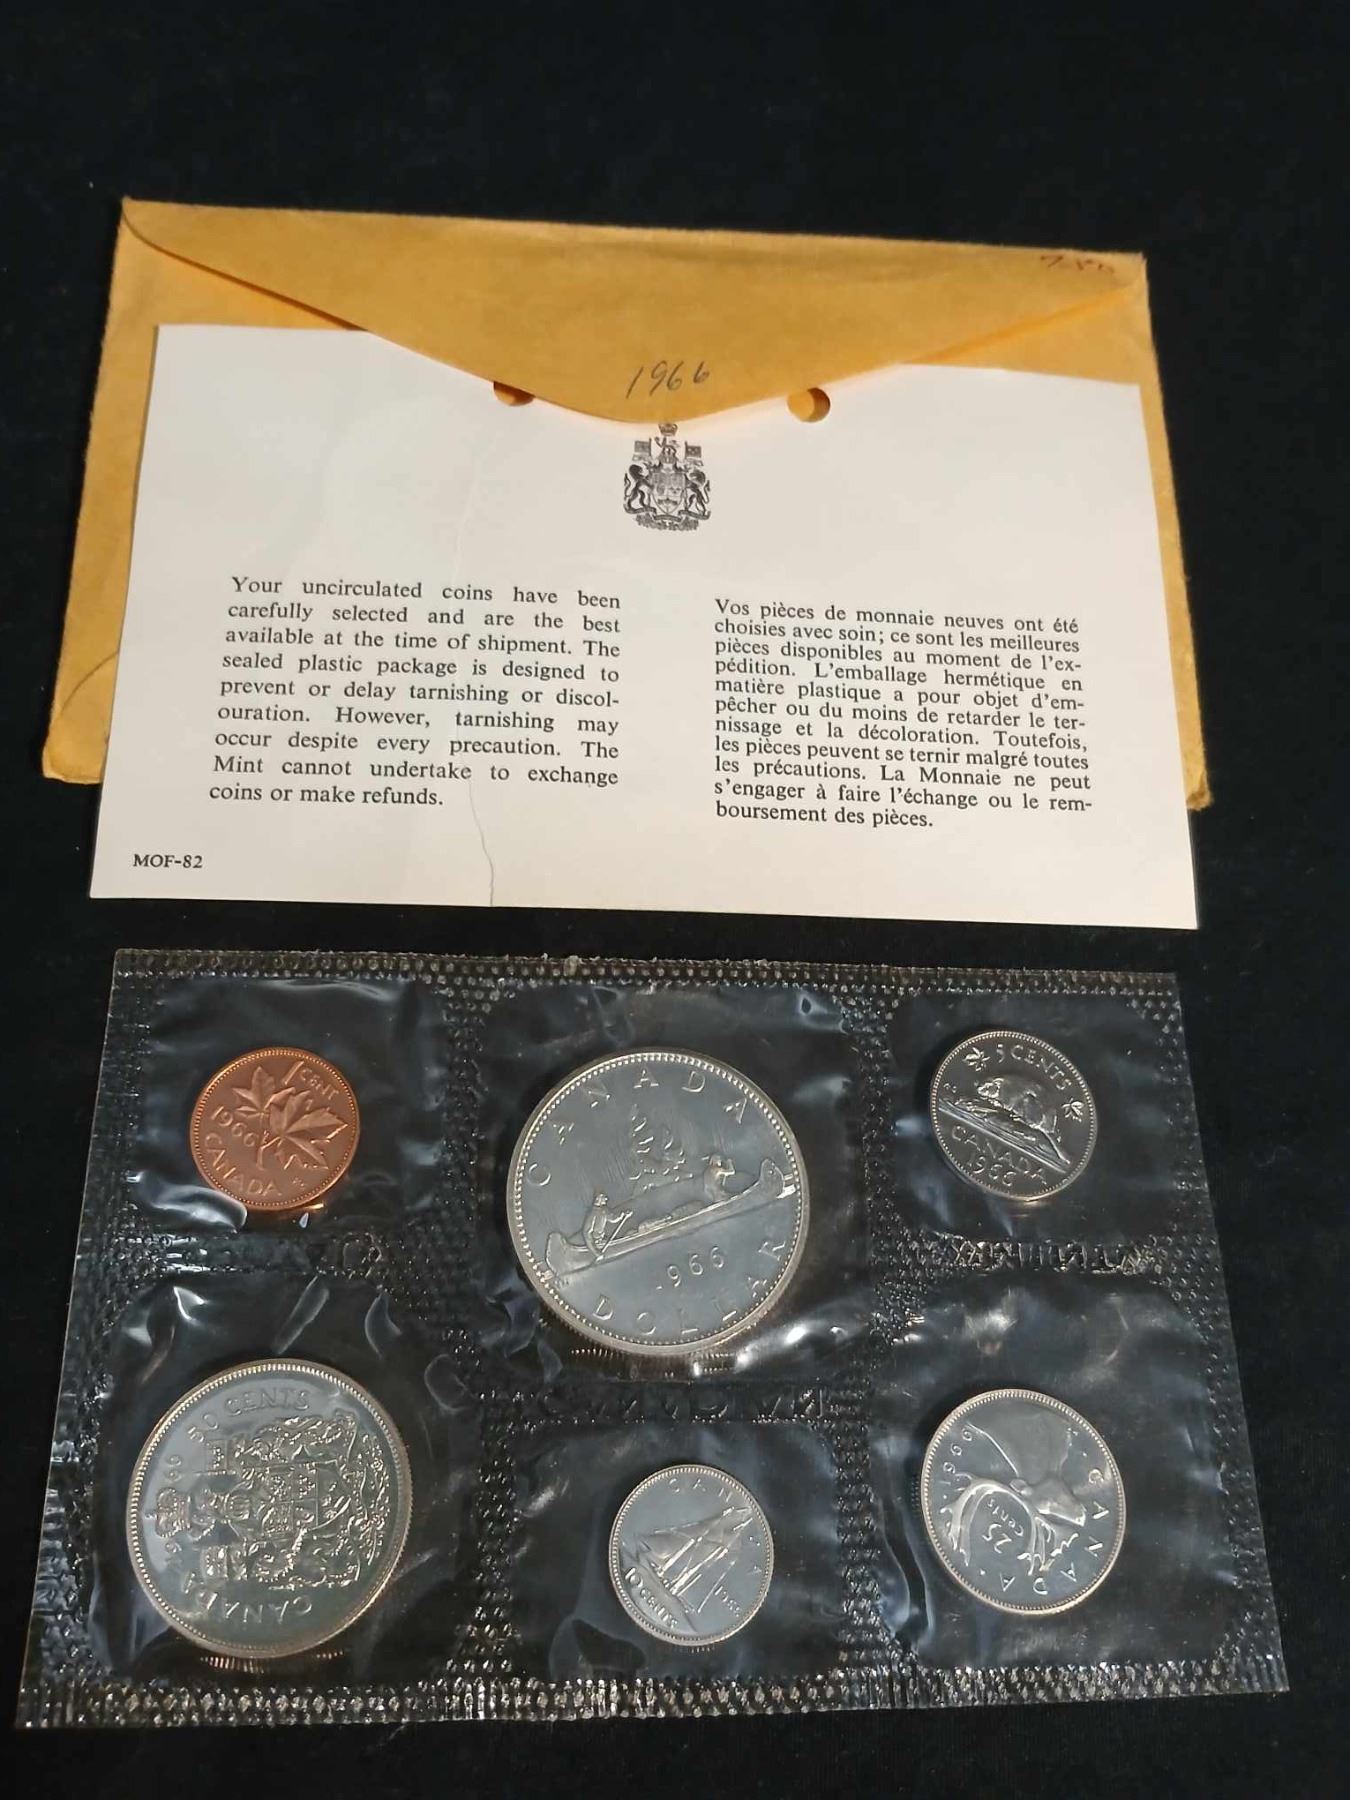 1966
Your uncirculated coins have been
carefully selected and are the best
available at the time of shipment. The
sealed plastic package is designed to
prevent or delay tarnishing or discol-
ouration. However, tarnishing may
occur despite every precaution. The
Mint cannot undertake to exchange
coins or make refunds.
Vos pièces de monnaie neuves ont été
choisies avec soin; ce sont les meilleures
pièces disponibles au moment de l'ex-
pédition. L'emballage hermétique en
matière plastique a pour objet d'em-
pêcher ou du moins de retarder le ter-
nissage et la décoloration. Toutefois,
les pièces peuvent se ternir malgré toutes
les précautions. La Monnaie ne peut
s'engager à faire l'échange ou le rem-
boursement des pièces.
MOF-82
1 CENT
1966
CANADA
CANADA
1966
DOLLAR
5 CENTS
CANADA
1966
50 CENTS
1966
CANADA
CANADA
10 CENTS
1966
1966
CANADA
25
CENTS